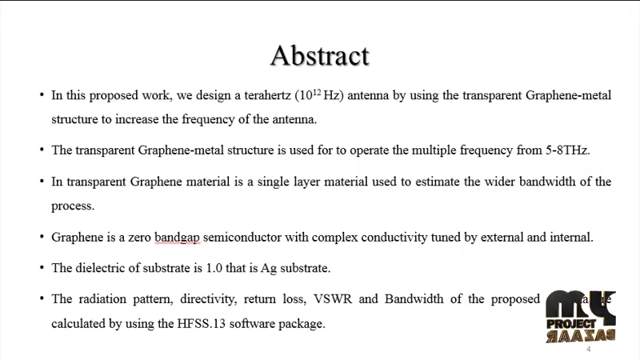 Abstract
• In this proposed work, we design a terahertz (10¹² Hz) antenna by using the transparent Graphene-metal
structure to increase the frequency of the antenna.
• The transparent Graphene-metal structure is used for to operate the multiple frequency from 5-8THz.
• In transparent Graphene material is a single layer material used to estimate the wider bandwidth of the
process.
• Graphene is a zero bandgap semiconductor with complex conductivity tuned by external and internal.
• The dielectric of substrate is 1.0 that is Ag substrate.
• The radiation pattern, directivity, return loss, VSWR and Bandwidth of the proposed
calculated by using the HFSS.13 software package.
MY
PROJECT
BAZAAR
4